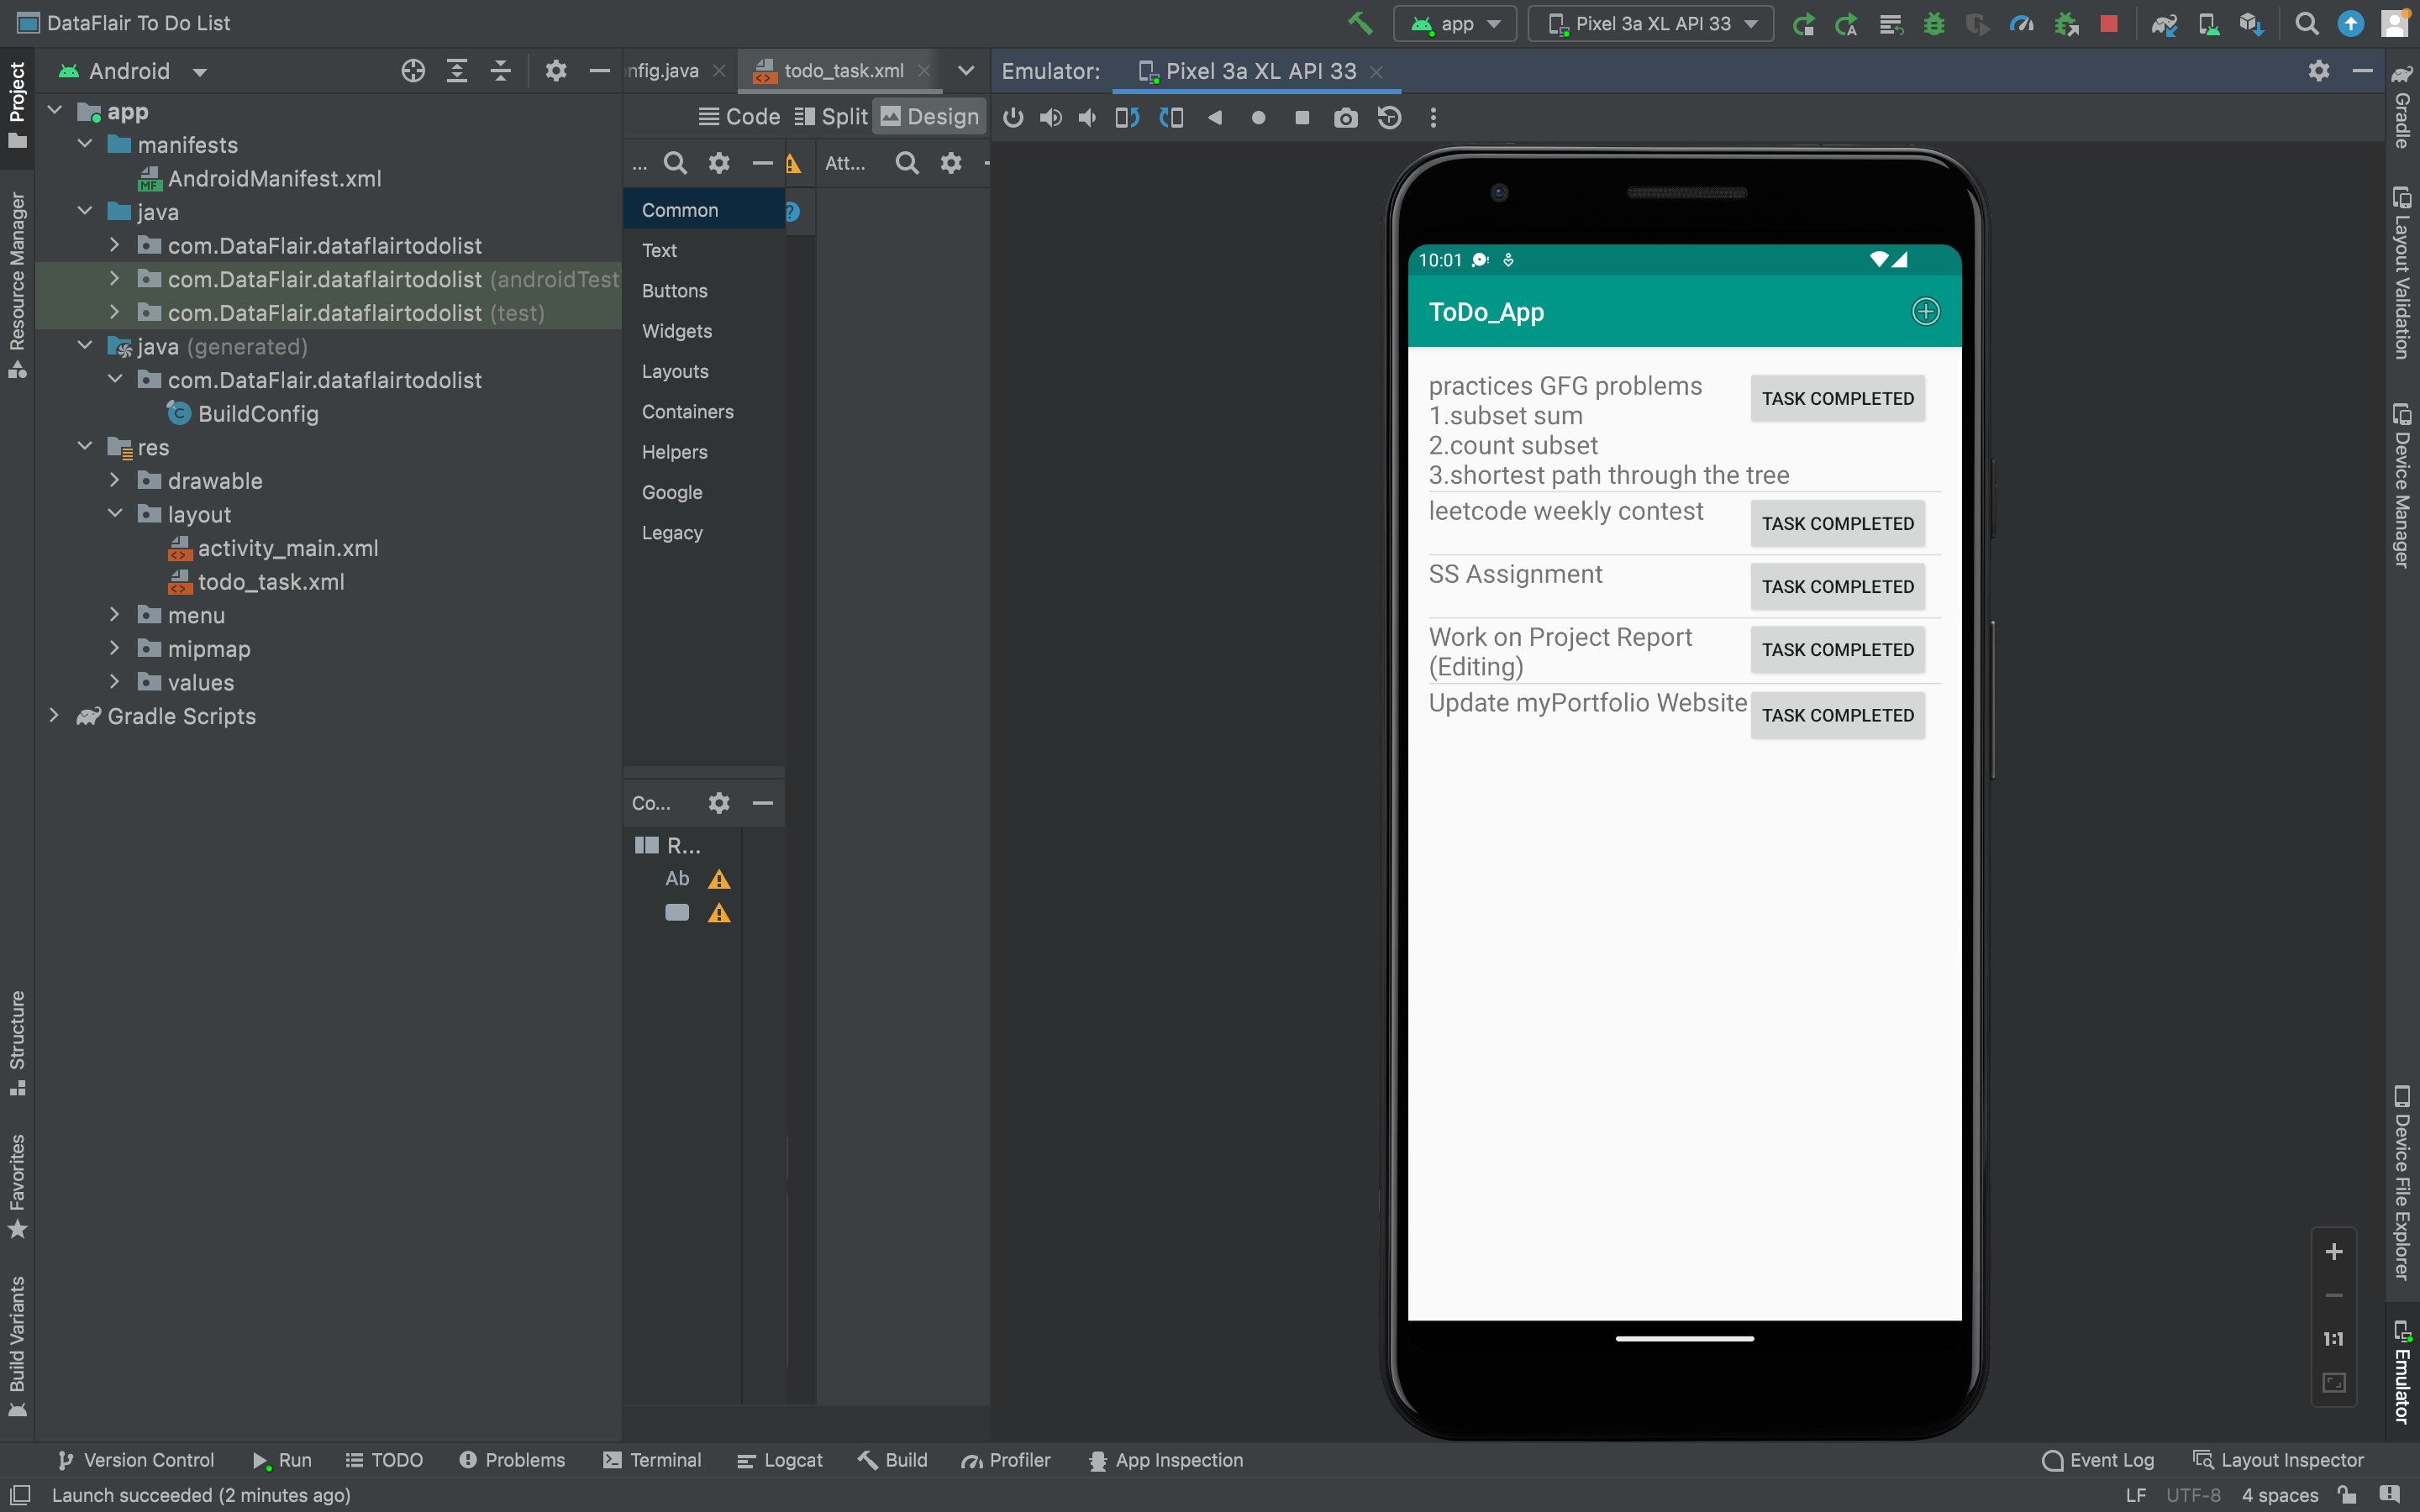 DataFlair To Do List
app
Pixel 3a XL API 33
Project
Android
app
manifests
AndroidManifest.xml
java
com.DataFlair.dataflairtodolist
com.DataFlair.dataflairtodolist (androidTest
com.DataFlair.dataflairtodolist (test)
java (generated)
com.DataFlair.dataflairtodolist
BuildConfig
res
drawable
layout
activity_main.xml
todo_task.xml
menu
mipmap
values
Gradle Scripts
Resource Manager
Structure
Favorites
Build Variants
nfig.java
todo_task.xml
Code
Split
Design
...
Att...
Common
Text
Buttons
Widgets
Layouts
Containers
Helpers
Google
Legacy
Co...
R...
Ab
Emulator:
Pixel 3a XL API 33
10:01
ToDo_App
practices GFG problems
1.subset sum
2.count subset
3.shortest path through the tree
TASK COMPLETED
leetcode weekly contest
TASK COMPLETED
SS Assignment
TASK COMPLETED
Work on Project Report
(Editing)
TASK COMPLETED
Update myPortfolio Website
TASK COMPLETED
1:1
Gradle
Layout Validation
Device Manager
Device File Explorer
Emulator
Version Control
Run
TODO
Problems
Terminal
Logcat
Build
Profiler
App Inspection
Event Log
Layout Inspector
Launch succeeded (2 minutes ago)
LF
UTF-8
4 spaces